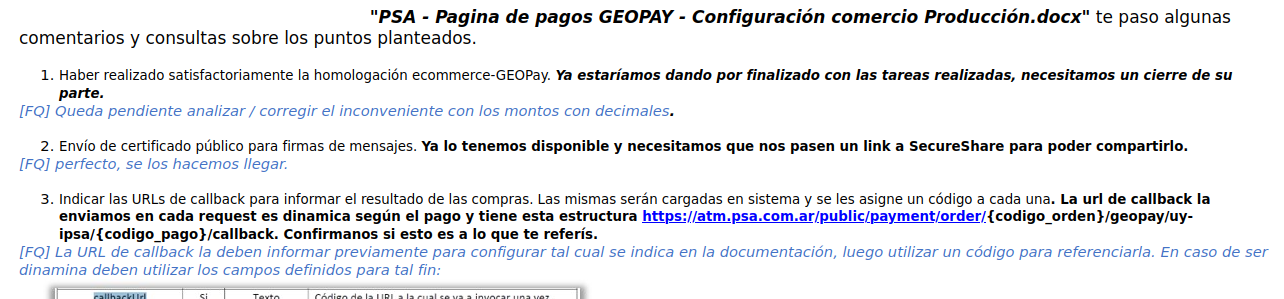 "PSA - Pagina de pagos GEOPAY - Configuración comercio Producción.docx" te paso algunas
comentarios y consultas sobre los puntos planteados.
1. Haber realizado satisfactoriamente la homologación ecommerce-GEOPay. Ya estaríamos dando por finalizado con las tareas realizadas, necesitamos un cierre de su
parte.
[FQ] Queda pendiente analizar / corregir el inconveniente con los montos con decimales.
2. Envío de certificado público para firmas de mensajes. Ya lo tenemos disponible y necesitamos que nos pasen un link a SecureShare para poder compartirlo.
[FQ] perfecto, se los hacemos llegar.
3. Indicar las URLs de callback para informar el resultado de las compras. Las mismas serán cargadas en sistema y se les asigne un código a cada una. La url de callback la
enviamos en cada request es dinamica según el pago y tiene esta estructura https://atm.psa.com.ar/public/payment/order/{codigo_orden}/geopay/uy-
ipsa/{codigo_pago}/callback. Confirmanos si esto es a lo que te referís.
[FQ] La URL de callback la deben informar previamente para configurar tal cual se indica en la documentación, luego utilizar un código para referenciarla. En caso de ser
dinamina deben utilizar los campos definidos para tal fin:
callbackUrl Si Texto Código de la URL a la cual se va a invocar una vez